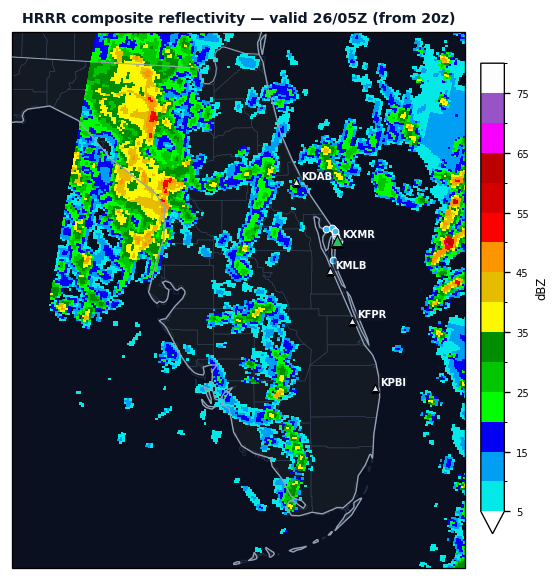 HRRR composite reflectivity — valid 26/05Z (from 20z)
KDAB
KXMR
KMLB
KFPR
KPBI
75
65
55
45
35
25
15
5
dBZ